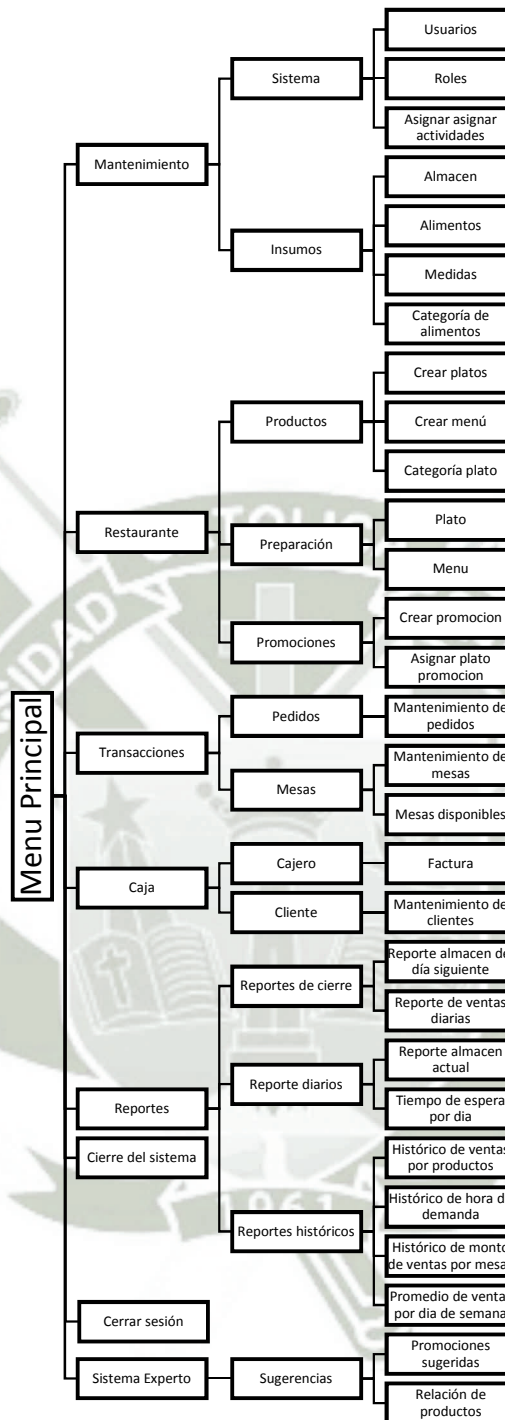 Menu Principal
Mantenimiento
Sistema
Usuarios
Roles
Asignar asignar
actividades
Insumos
Almacen
Alimentos
Medidas
Categoría de
alimentos
Restaurante
Productos
Crear platos
Crear menú
Categoría plato
Preparación
Plato
Menu
Promociones
Crear promocion
Asignar plato
promocion
Transacciones
Pedidos
Mantenimiento de
pedidos
Mesas
Mantenimiento de
mesas
Mesas disponibles
Caja
Cajero
Factura
Cliente
Mantenimiento de
clientes
Reportes
Reportes de cierre
Reporte almacen de
día siguiente
Reporte de ventas
diarias
Reporte diarios
Reporte almacen
actual
Tiempo de espera
por dia
Reportes históricos
Histórico de ventas
por productos
Histórico de hora d
demanda
Histórico de monto
de ventas por mesa
Promedio de venta
por dia de semana
Cierre del sistema
Cerrar sesión
Sistema Experto
Sugerencias
Promociones
sugeridas
Relación de
productos
1961